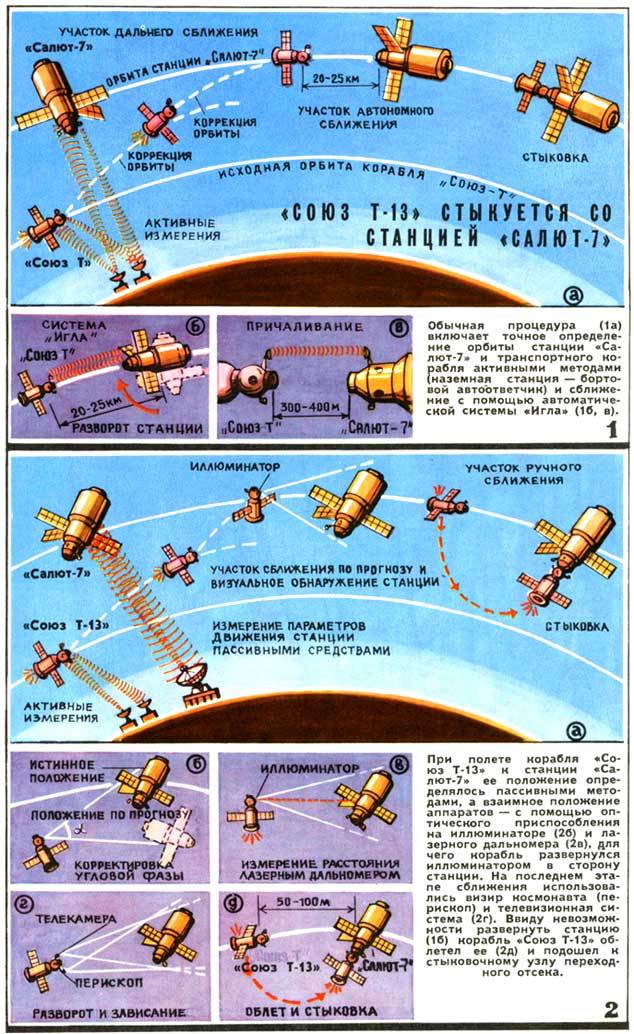 УЧАСТОК ДАЛЬНЕГО СБЛИЖЕНИЯ
«Салют-7»
ОРБИТА СТАНЦИИ „САЛЮТ-7"
20-25 КМ
УЧАСТОК АВТОНОМНОГО
СБЛИЖЕНИЯ
КОРРЕКЦИЯ
ОРБИТЫ
СТЫКОВКА
КОРРЕКЦИЯ
ОРБИТЫ
ИСХОДНАЯ ОРБИТА КОРАБЛЯ „СОЮЗ-Т"
«СОЮЗ Т-13» СТЫКУЕТСЯ СО
СТАНЦИЕЙ «САЛЮТ-7»
АКТИВНЫЕ
ИЗМЕРЕНИЯ
«Союз Т»
а
СИСТЕМА
„ИГЛА"
б
„СОЮЗ Т"
20-25КМ
РАЗВОРОТ СТАНЦИИ
ПРИЧАЛИВАНИЕ
в
300-400М
„СОЮЗ-Т"
„САЛЮТ-7"
Обычная процедура (1а)
включает точное определе-
ние орбиты станции «Са-
лют-7» и транспортного ко-
рабля активными методами
(наземная станция — борто-
вой автоответчик) и сближе-
ние с помощью автоматиче-
ской системы «Игла» (1б, в).
1
ИЛЛЮМИНАТОР
УЧАСТОК РУЧНОГО
СБЛИЖЕНИЯ
«Салют-7»
УЧАСТОК СБЛИЖЕНИЯ ПО ПРОГНОЗУ И
ВИЗУАЛЬНОЕ ОБНАРУЖЕНИЕ СТАНЦИИ
«Союз Т-13»
ИЗМЕРЕНИЕ ПАРАМЕТРОВ
ДВИЖЕНИЯ СТАНЦИИ
ПАССИВНЫМИ СРЕДСТВАМИ
СТЫКОВКА
АКТИВНЫЕ
ИЗМЕРЕНИЯ
а
ИСТИННОЕ
ПОЛОЖЕНИЕ
б
ПОЛОЖЕНИЕ ПО ПРОГНОЗУ
α
КОРРЕКТИРОВКА
УГЛОВОЙ ФАЗЫ
ИЛЛЮМИНАТОР
в
ИЗМЕРЕНИЕ РАССТОЯНИЯ
ЛАЗЕРНЫМ ДАЛЬНОМЕРОМ
г
ТЕЛЕКАМЕРА
ПЕРИСКОП
РАЗВОРОТ И ЗАВИСАНИЕ
д
50-100М
«СОЮЗ Т-13»
„САЛЮТ-7"
ОБЛЕТ И СТЫКОВКА
При полете корабля «Со-
юз Т-13» к станции «Са-
лют-7» ее положение опре-
делялось пассивными мето-
дами, а взаимное положение
аппаратов — с помощью оп-
тического приспособления
на иллюминаторе (2б) и ла-
зерного дальномера (2в), для
чего корабль развернулся
иллюминатором в сторону
станции. На последнем эта-
пе сближения использова-
лись визир космонавта (пе-
рископ) и телевизионная си-
стема (2г). Ввиду невозмож-
ности развернуть станцию
(1б) корабль «Союз Т-13» об-
летел ее (2д) и подошел к
стыковочному узлу переход-
ного отсека.
2